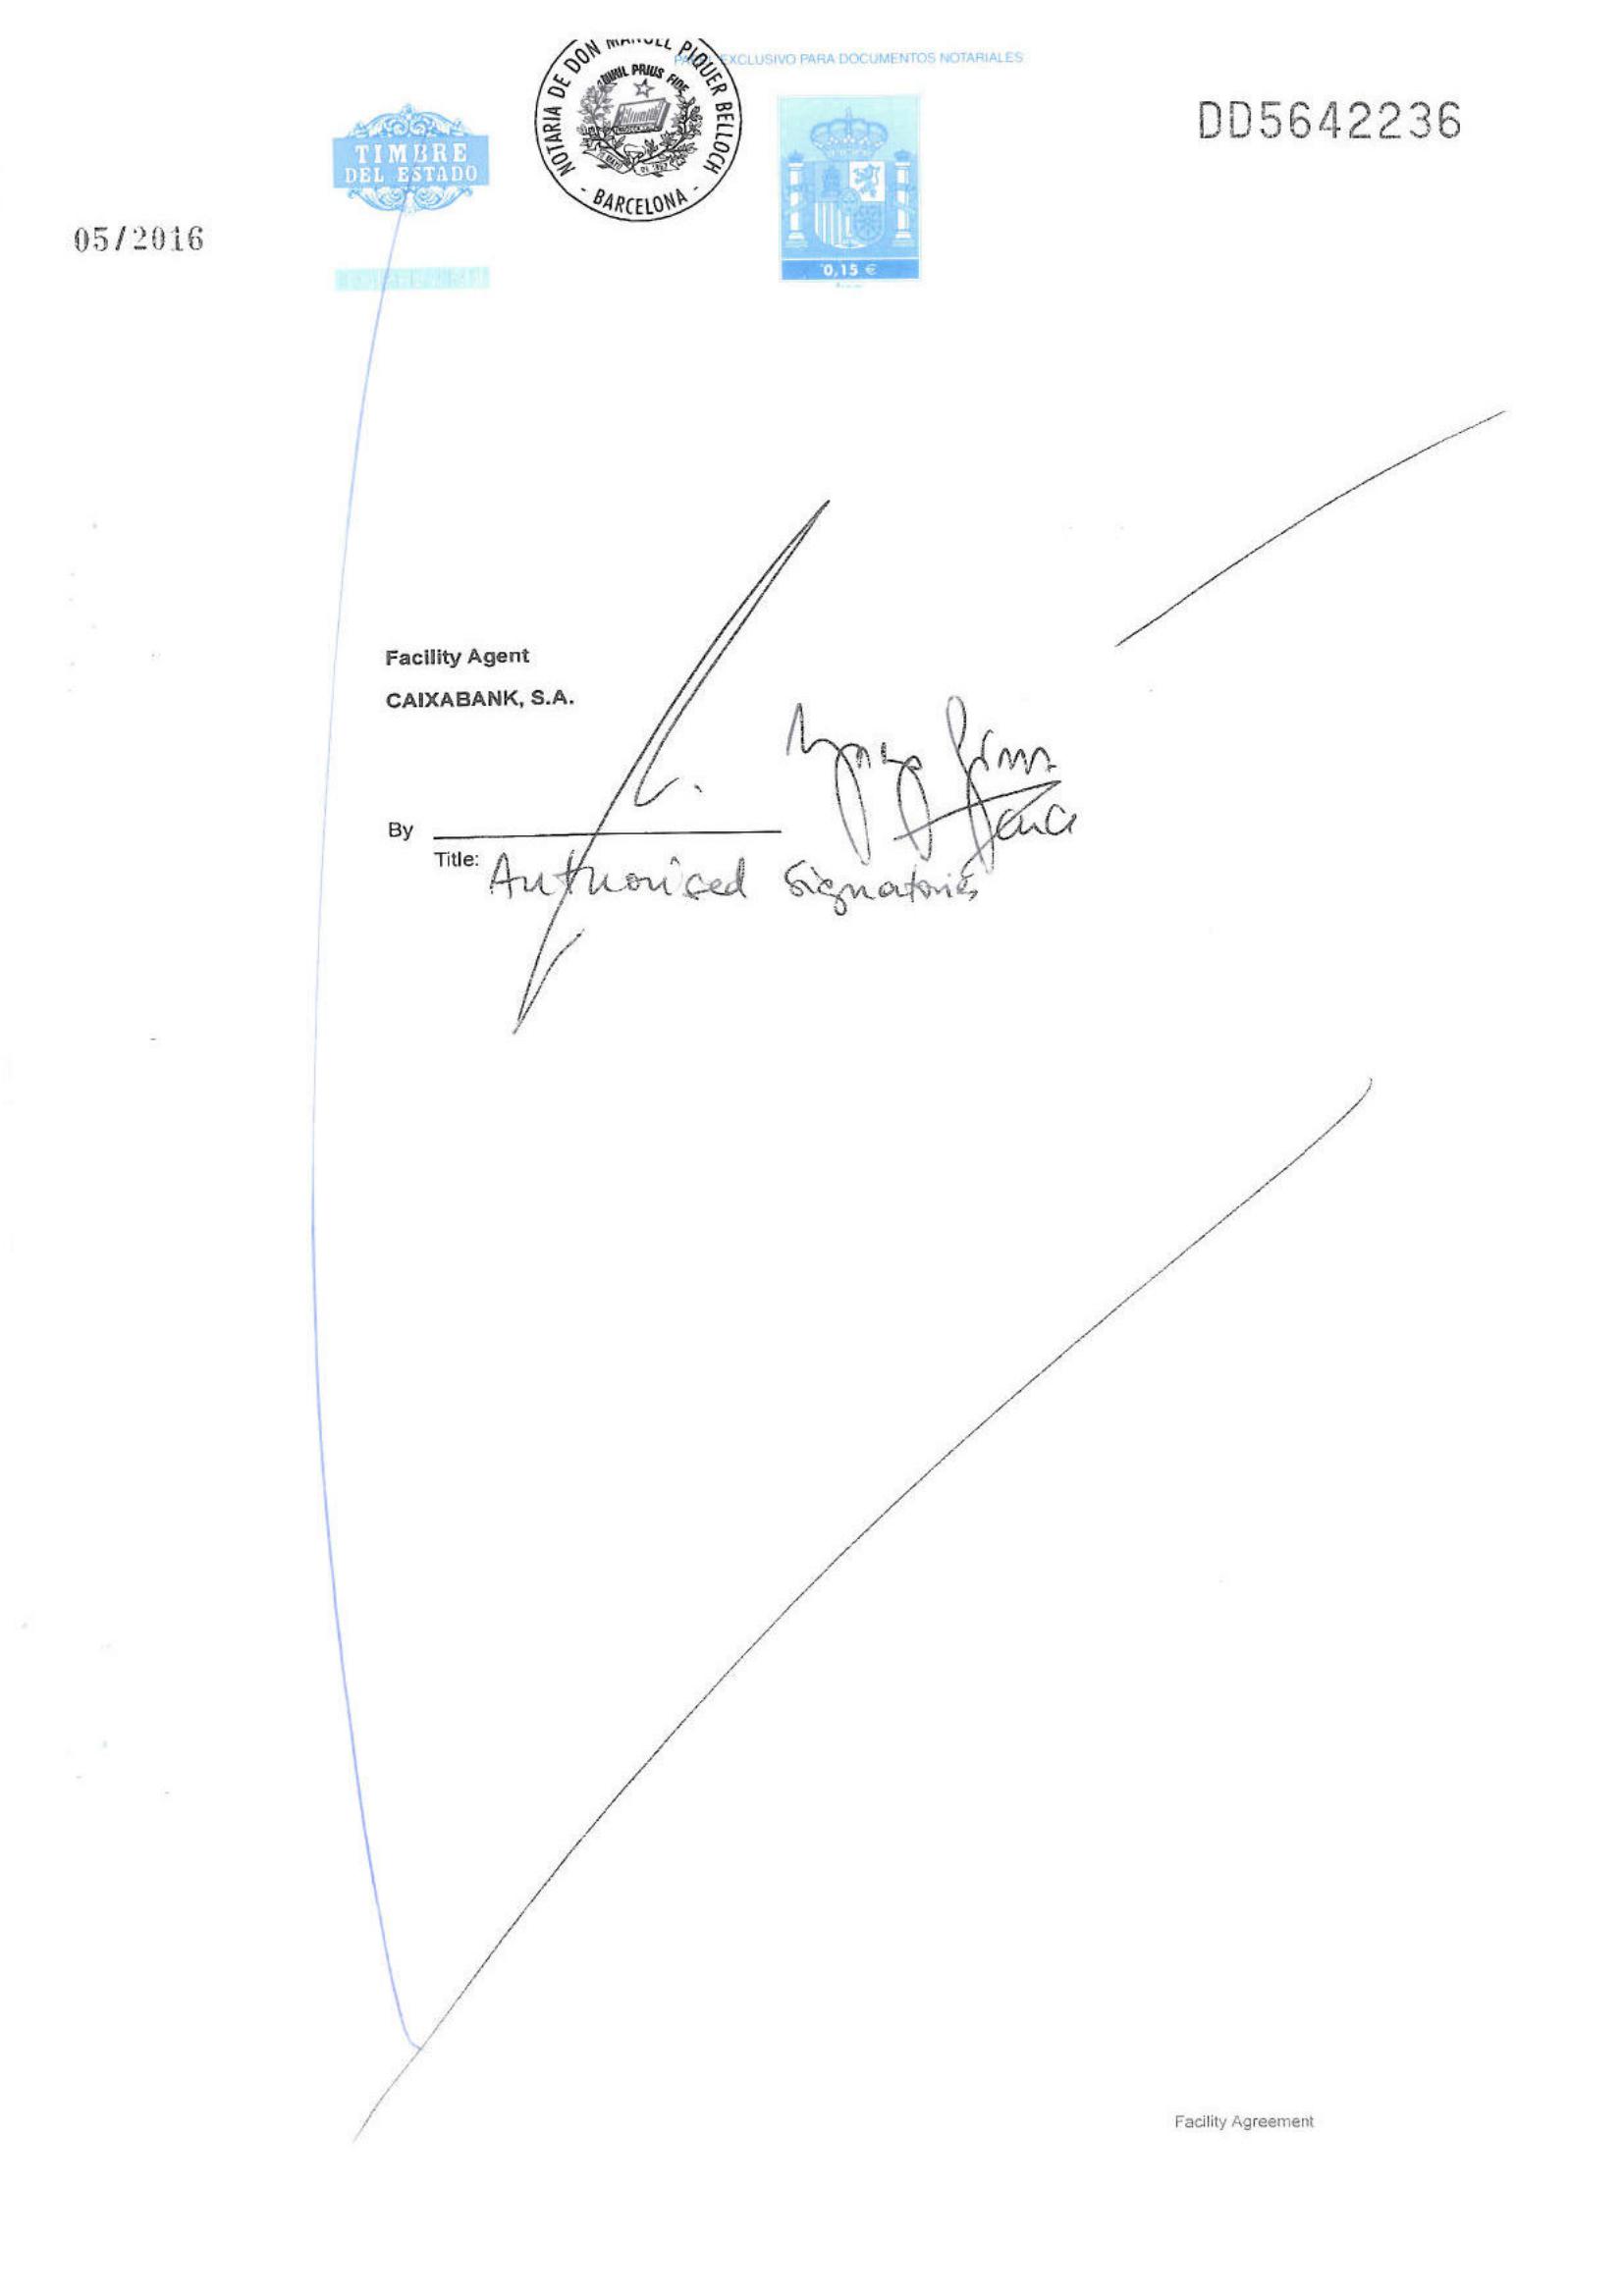 PAPEL EXCLUSIVO PARA DOCUMENTOS NOTARIALES
NOTARIA DE DON MANUEL PIQUER BELLOCH
- BARCELONA -
NIHIL PRIUS FIDE
TIMBRE
DEL ESTADO
0,15 €
DD5642236
05/2016
Facility Agent
CAIXABANK, S.A.
By
Title: Authorised Signatories
Facility Agreement